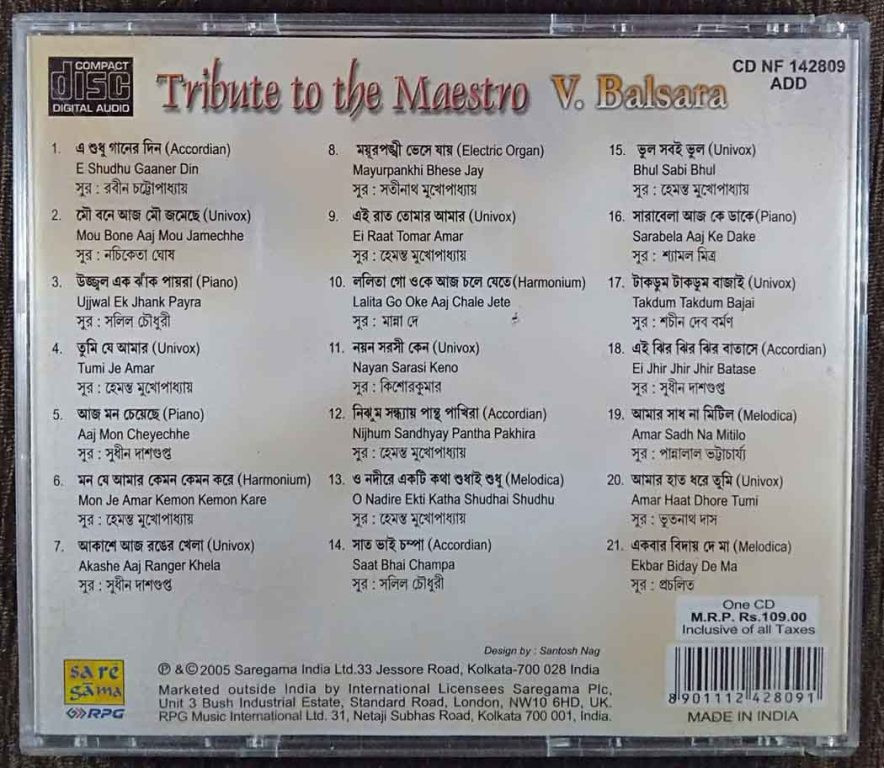 COMPACT
disc
DIGITAL AUDIO
Tribute to the Maestro V. Balsara
CD NF 142809
ADD
1. এ শুধু গানের দিন (Accordian)
E Shudhu Gaaner Din
সুর : রবীন চট্টোপাধ্যায়
2. মৌ বনে আজ মৌ জমেছে (Univox)
Mou Bone Aaj Mou Jamechhe
সুর : নচিকেতা ঘোষ
3. উজ্জ্বল এক ঝাঁক পায়রা (Piano)
Ujjwal Ek Jhank Payra
সুর : সলিল চৌধুরী
4. তুমি যে আমার (Univox)
Tumi Je Amar
সুর : হেমন্ত মুখোপাধ্যায়
5. আজ মন চেয়েছে (Piano)
Aaj Mon Cheyechhe
সুর : সুধীন দাশগুপ্ত
6. মন যে আমার কেমন কেমন করে (Harmonium)
Mon Je Amar Kemon Kemon Kare
সুর : হেমন্ত মুখোপাধ্যায়
7. আকাশে আজ রঙের খেলা (Univox)
Akashe Aaj Ranger Khela
সুর : সুধীন দাশগুপ্ত
8. ময়ূরপঙ্খী ভেসে যায় (Electric Organ)
Mayurpankhi Bhese Jay
সুর : সতীনাথ মুখোপাধ্যায়
9. এই রাত তোমার আমার (Univox)
Ei Raat Tomar Amar
সুর : হেমন্ত মুখোপাধ্যায়
10. ললিতা গো ওকে আজ চলে যেতে(Harmonium)
Lalita Go Oke Aaj Chale Jete
সুর : মান্না দে
11. নয়ন সরসী কেন (Univox)
Nayan Sarasi Keno
সুর : কিশোরকুমার
12. নিঝুম সন্ধ্যায় পান্থ পাখিরা (Accordian)
Nijhum Sandhyay Pantha Pakhira
সুর : হেমন্ত মুখোপাধ্যায়
13. ও নদীরে একটি কথা শুধাই শুধু (Melodica)
O Nadire Ekti Katha Shudhai Shudhu
সুর : হেমন্ত মুখোপাধ্যায়
14. সাত ভাই চম্পা (Accordian)
Saat Bhai Champa
সুর : সলিল চৌধুরী
15. ভুল সবই ভুল (Univox)
Bhul Sabi Bhul
সুর : হেমন্ত মুখোপাধ্যায়
16. সারাবেলা আজ কে ডাকে(Piano)
Sarabela Aaj Ke Dake
সুর : শ্যামল মিত্র
17. টাকডুম টাকডুম বাজাই (Univox)
Takdum Takdum Bajai
সুর : শচীন দেব বর্মণ
18. এই ঝির ঝির ঝির বাতাসে (Accordian)
Ei Jhir Jhir Jhir Batase
সুর : সুধীন দাশগুপ্ত
19. আমার সাধ না মিটিল (Melodica)
Amar Sadh Na Mitilo
সুর : পান্নালাল ভট্টাচার্য্য
20. আমার হাত ধরে তুমি (Univox)
Amar Haat Dhore Tumi
সুর : ভূতনাথ দাস
21. একবার বিদায় দে মা (Melodica)
Ekbar Biday De Ma
সুর : প্রচলিত
One CD
M.R.P. Rs.109.00
Inclusive of all Taxes
Design by : Santosh Nag
sa re
gama
RPG
℗ & © 2005 Saregama India Ltd.33 Jessore Road, Kolkata-700 028 India
Marketed outside India by International Licensees Saregama Plc,
Unit 3 Bush Industrial Estate, Standard Road, London, NW10 6HD, UK.
RPG Music International Ltd. 31, Netaji Subhas Road, Kolkata 700 001, India.
8 901112 428091
MADE IN INDIA